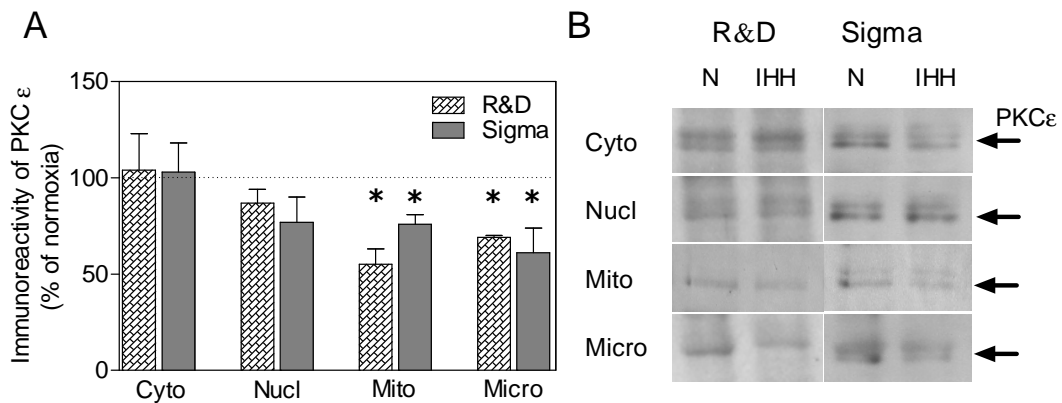 A
Immunoreactivity of PKC ε
(% of normoxia)
150
100
50
0
R&D
Sigma
* * * *
Cyto Nucl Mito Micro
B
R&D Sigma
N IHH N IHH
PKCε
Cyto
Nucl
Mito
Micro